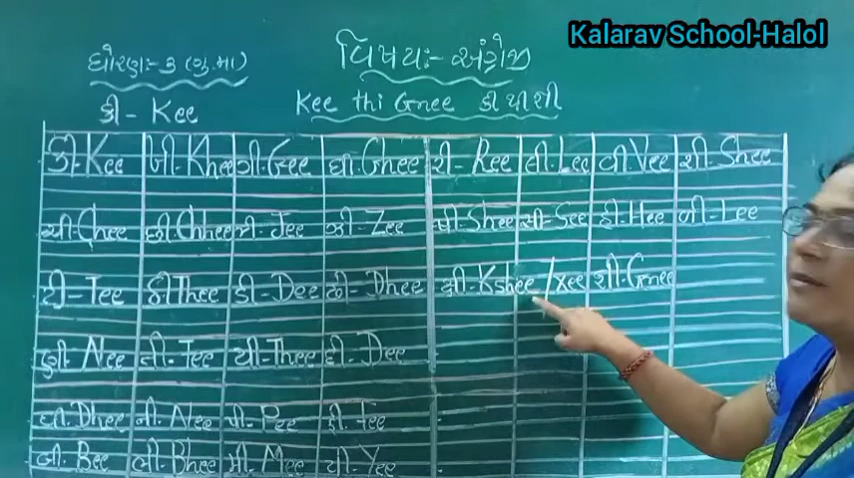 Kalarav School-Halol
ધોરણ:- ૩ (ગુ.મા) વિષય:- અંગ્રેજી
કી - Kee Kee thi Gnee કી થી જ્ઞી
કી-Kee ખી-Khee ગી-Gee ઘી-Ghee રી-Ree લી-Lee વી-Vee શી-Shee
ચી-Chee છી-Chhee જી-Jee ઝી-Zee ષી-Shee સી-See હી-Hee ળી-Lee
ટી-Tee ઠી-Thee ડી-Dee ઢી-Dhee ક્ષી-Kshee/Xee જ્ઞી-Gnee
ણી-Nee તી-Tee થી-Thee દી-Dee
ધી-Dhee ની-Nee પી-Pee ફી-Fee
બી-Bee ભી-Bhee મી-Mee યી-Yee